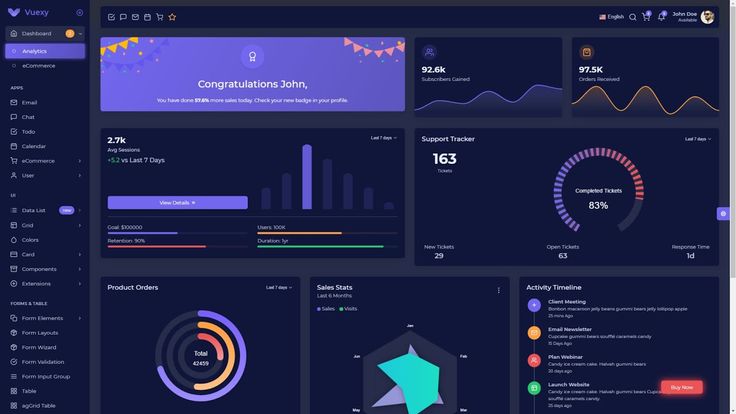 Vuexy
English
4
5
John Doe
Available
Dashboard
2
Analytics
eCommerce
APPS
Email
Chat
Todo
Calendar
eCommerce
User
UI
Data List
new
Grid
Colors
Card
Components
Extensions
FORMS & TABLE
Form Elements
Form Layouts
Form Wizard
Form Validation
Form Input Group
Table
agGrid Table
Congratulations John,
You have done 57.6% more sales today. Check your new badge in your profile.
92.6k
Subscribers Gained
97.5K
Orders Received
2.7k
Avg Sessions
+5.2 vs Last 7 Days
Last 7 days
View Details »
Goal: $100000
Users: 100K
Retention: 90%
Duration: 1yr
Support Tracker
Last 7 days
163
Tickets
Completed Tickets
83%
New Tickets
29
Open Tickets
63
Response Time
1d
Product Orders
Last 7 days
Total
42459
Sales Stats
Last 6 Months
Sales
Visits
Jan
Feb
Mar
May
Jun
Activity Timeline
Client Meeting
Bonbon macaroon jelly beans gummi bears jelly lollipop apple
25 mins Ago
Email Newsletter
Cupcake gummi bears soufflé caramels candy
15 Days Ago
Plan Webinar
Candy ice cream cake. Halvah gummi bears
20 days ago
Launch Website
Candy ice cream cake. Halvah gummi bears Cupcake gummi bears
soufflé caramels candy.
25 days ago
Buy Now